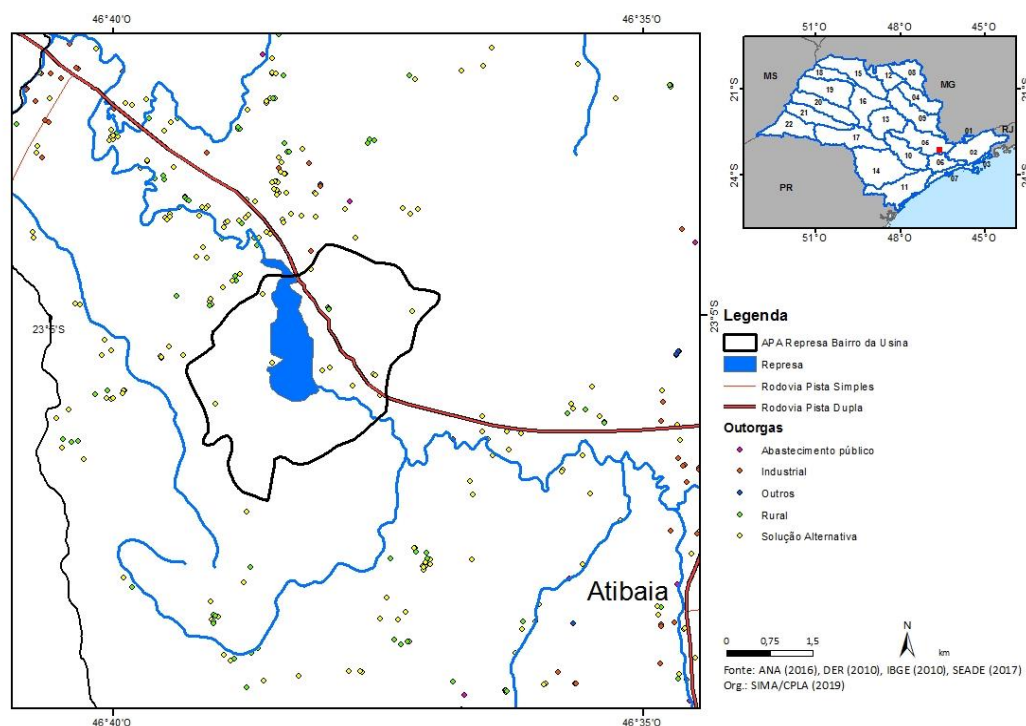 46°40'O
46°35'O
23°5'S
23°5'S
Atibaia
46°40'O
46°35'O
51°O
48°O
45°O
21°S
21°S
24°S
24°S
MS
MG
RJ
PR
18
15
12
08
19
04
20
16
21
13
09
22
17
05
01
10
06
02
03
14
07
11
Legenda
APA Represa Bairro da Usina
Represa
Rodovia Pista Simples
Rodovia Pista Dupla
Outorgas
Abastecimento público
Industrial
Outros
Rural
Solução Alternativa
N
0 0,75 1,5
km
Fonte: ANA (2016), DER (2010), IBGE (2010), SEADE (2017)
Org.: SIMA/CPLA (2019)